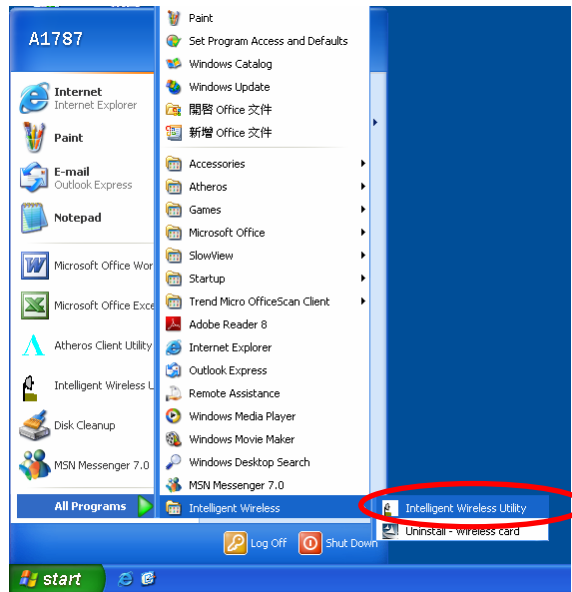 A1787
Internet
Internet Explorer
Paint
E-mail
Outlook Express
Notepad
Microsoft Office Wor
Microsoft Office Exce
Atheros Client Utility
Intelligent Wireless L
Disk Cleanup
MSN Messenger 7.0
All Programs
Paint
Set Program Access and Defaults
Windows Catalog
Windows Update
開啓 Office 文件
新增 Office 文件
Accessories
Atheros
Games
Microsoft Office
SlowView
Startup
Trend Micro OfficeScan Client
Adobe Reader 8
Internet Explorer
Outlook Express
Remote Assistance
Windows Media Player
Windows Movie Maker
Windows Desktop Search
MSN Messenger 7.0
Intelligent Wireless
Intelligent Wireless Utility
Uninstall - Wireless card
Log Off
Shut Down
start